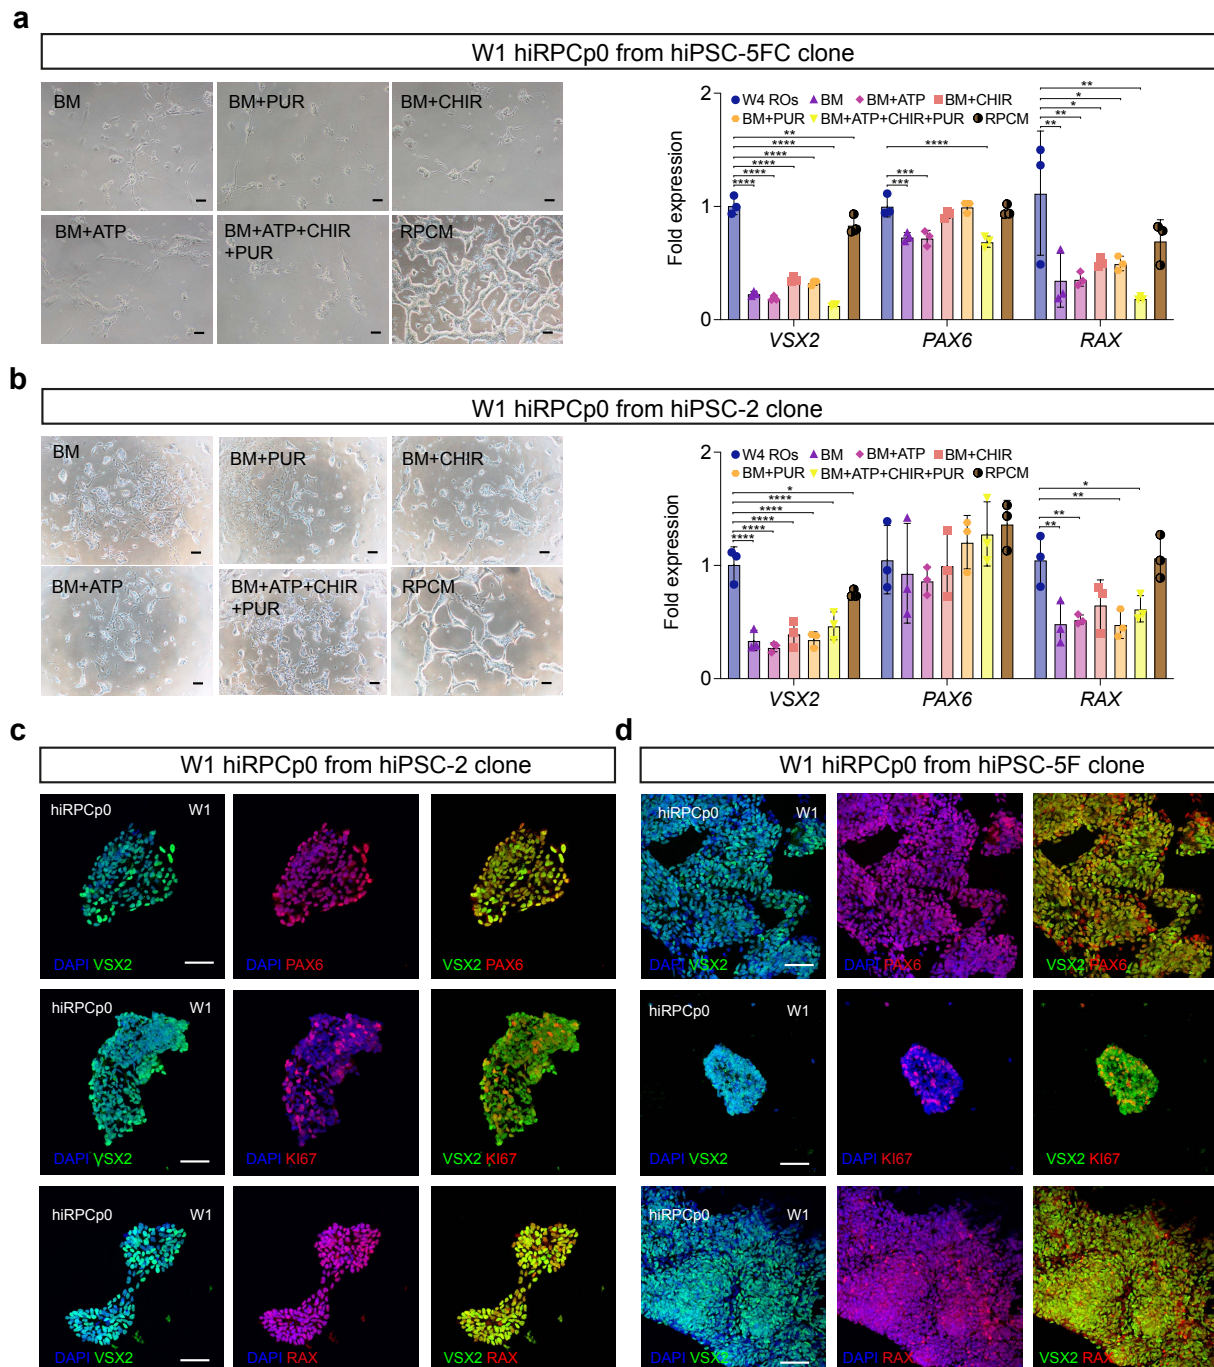 a
W1 hiRPCp0 from hiPSC-5FC clone
BM
BM+PUR
BM+CHIR
BM+ATP
BM+ATP+CHIR
+PUR
RPCM
W4 ROs BM BM+ATP BM+CHIR
BM+PUR BM+ATP+CHIR+PUR RPCM
Fold expression
2
1
0
**
****
****
****
****
****
****
***
***
**
*
*
**
**
VSX2
PAX6
RAX
b
W1 hiRPCp0 from hiPSC-2 clone
BM
BM+PUR
BM+CHIR
BM+ATP
BM+ATP+CHIR
+PUR
RPCM
W4 ROs BM BM+ATP BM+CHIR
BM+PUR BM+ATP+CHIR+PUR RPCM
Fold expression
2
1
0
*
****
****
****
****
****
*
**
**
**
VSX2
PAX6
RAX
c
W1 hiRPCp0 from hiPSC-2 clone
hiRPCp0 W1
DAPI VSX2
DAPI PAX6
VSX2 PAX6
hiRPCp0 W1
DAPI VSX2
DAPI KI67
VSX2 KI67
hiRPCp0 W1
DAPI VSX2
DAPI RAX
VSX2 RAX
d
W1 hiRPCp0 from hiPSC-5F clone
hiRPCp0 W1
DAPI VSX2
DAPI PAX6
VSX2 PAX6
hiRPCp0 W1
DAPI VSX2
DAPI KI67
VSX2 KI67
hiRPCp0 W1
DAPI VSX2
DAPI RAX
VSX2 RAX